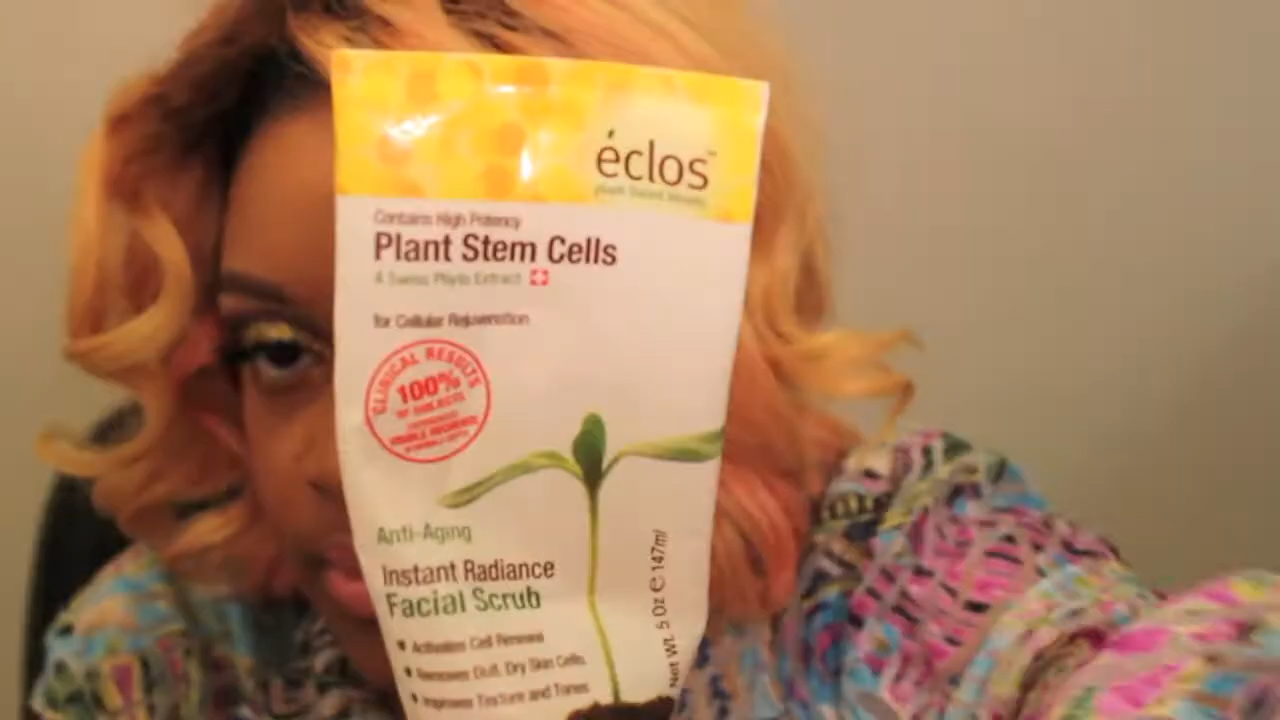 éclos™
plant based beauty
Contains High Potency
Plant Stem Cells
A Swiss Phyto Extract
for Cellular Rejuvenation
CLINICAL RESULTS
100%
OF SUBJECTS
Anti-Aging
Instant Radiance
Facial Scrub
Activates Cell Renewal
Removes Dull, Dry Skin Cells
Improves Texture and Tones
Net Wt. 5 Oz ℮ 147ml